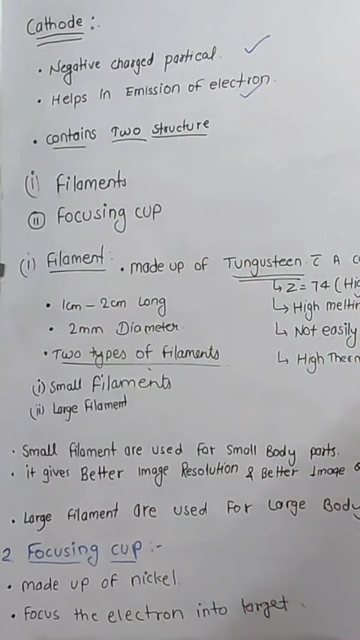 Cathode :-
• Negative charged partical.
• Helps in Emission of electron.
• contains Two structure
(i) Filaments
(ii) Focusing cup
(i) Filament : • made up of Tungusteen c̄ A
↳ Z = 74
• 1cm - 2cm long
↳ High
• 2mm Diameter.
↳ Not easily
• Two types of filaments
↳ High
(i) Small Filaments
(ii) Large Filament
• Small filament are used for small Body parts.
• it gives Better Image Resolution & Better Image
• Large filament are used for Large Body
2. Focusing cup :-
• made up of nickel.
• Focus the electron into target.